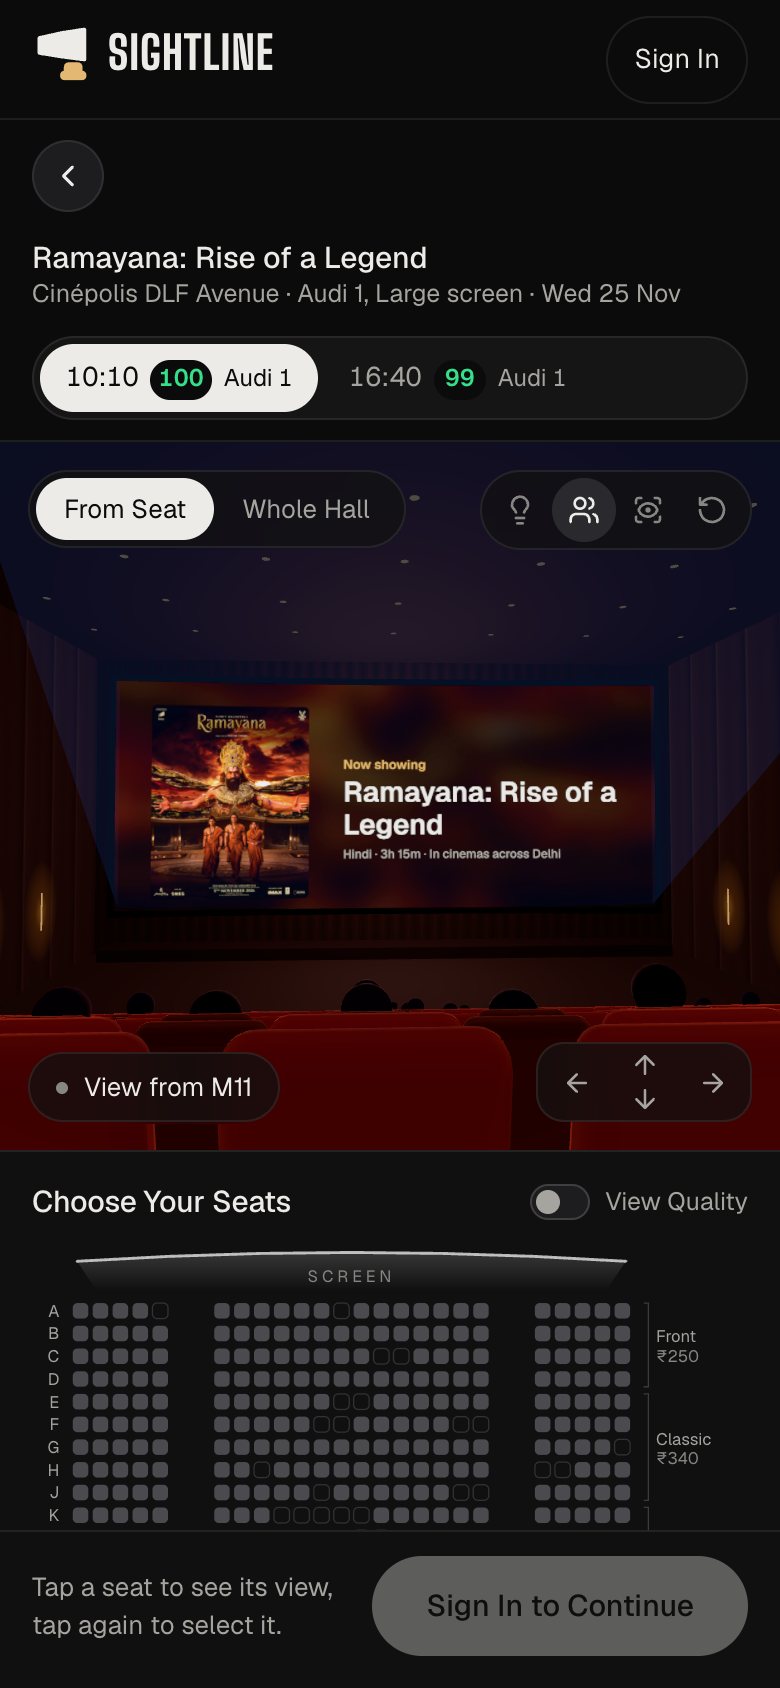 SIGHTLINE
Sign In
Ramayana: Rise of a Legend
Cinépolis DLF Avenue · Audi 1, Large screen · Wed 25 Nov
10:10 100 Audi 1 16:40 99 Audi 1
From Seat Whole Hall
Ramayana
Now showing
Ramayana: Rise of a
Legend
Hindi · 3h 15m · In cinemas across Delhi
View from M11
Choose Your Seats
View Quality
SCREEN
A
B
C
D
E
F
G
H
J
K
Front
₹250
Classic
₹340
Tap a seat to see its view,
tap again to select it.
Sign In to Continue